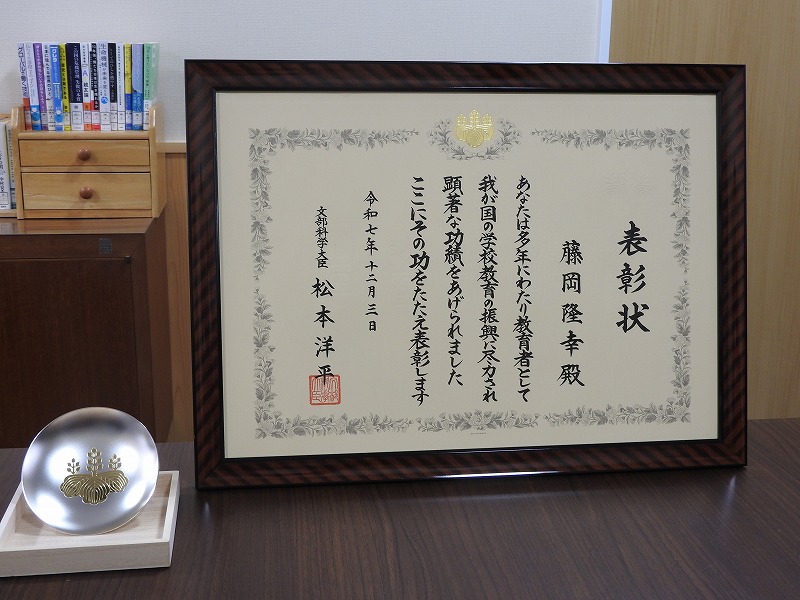 表彰状
藤岡隆幸殿
あなたは多年にわたり教育者として
我が国の学校教育の振興に尽力され
顕著な功績をあげられました
ここにその功をたたえ表彰します
令和七年十二月三日
文部科学大臣 松本洋平